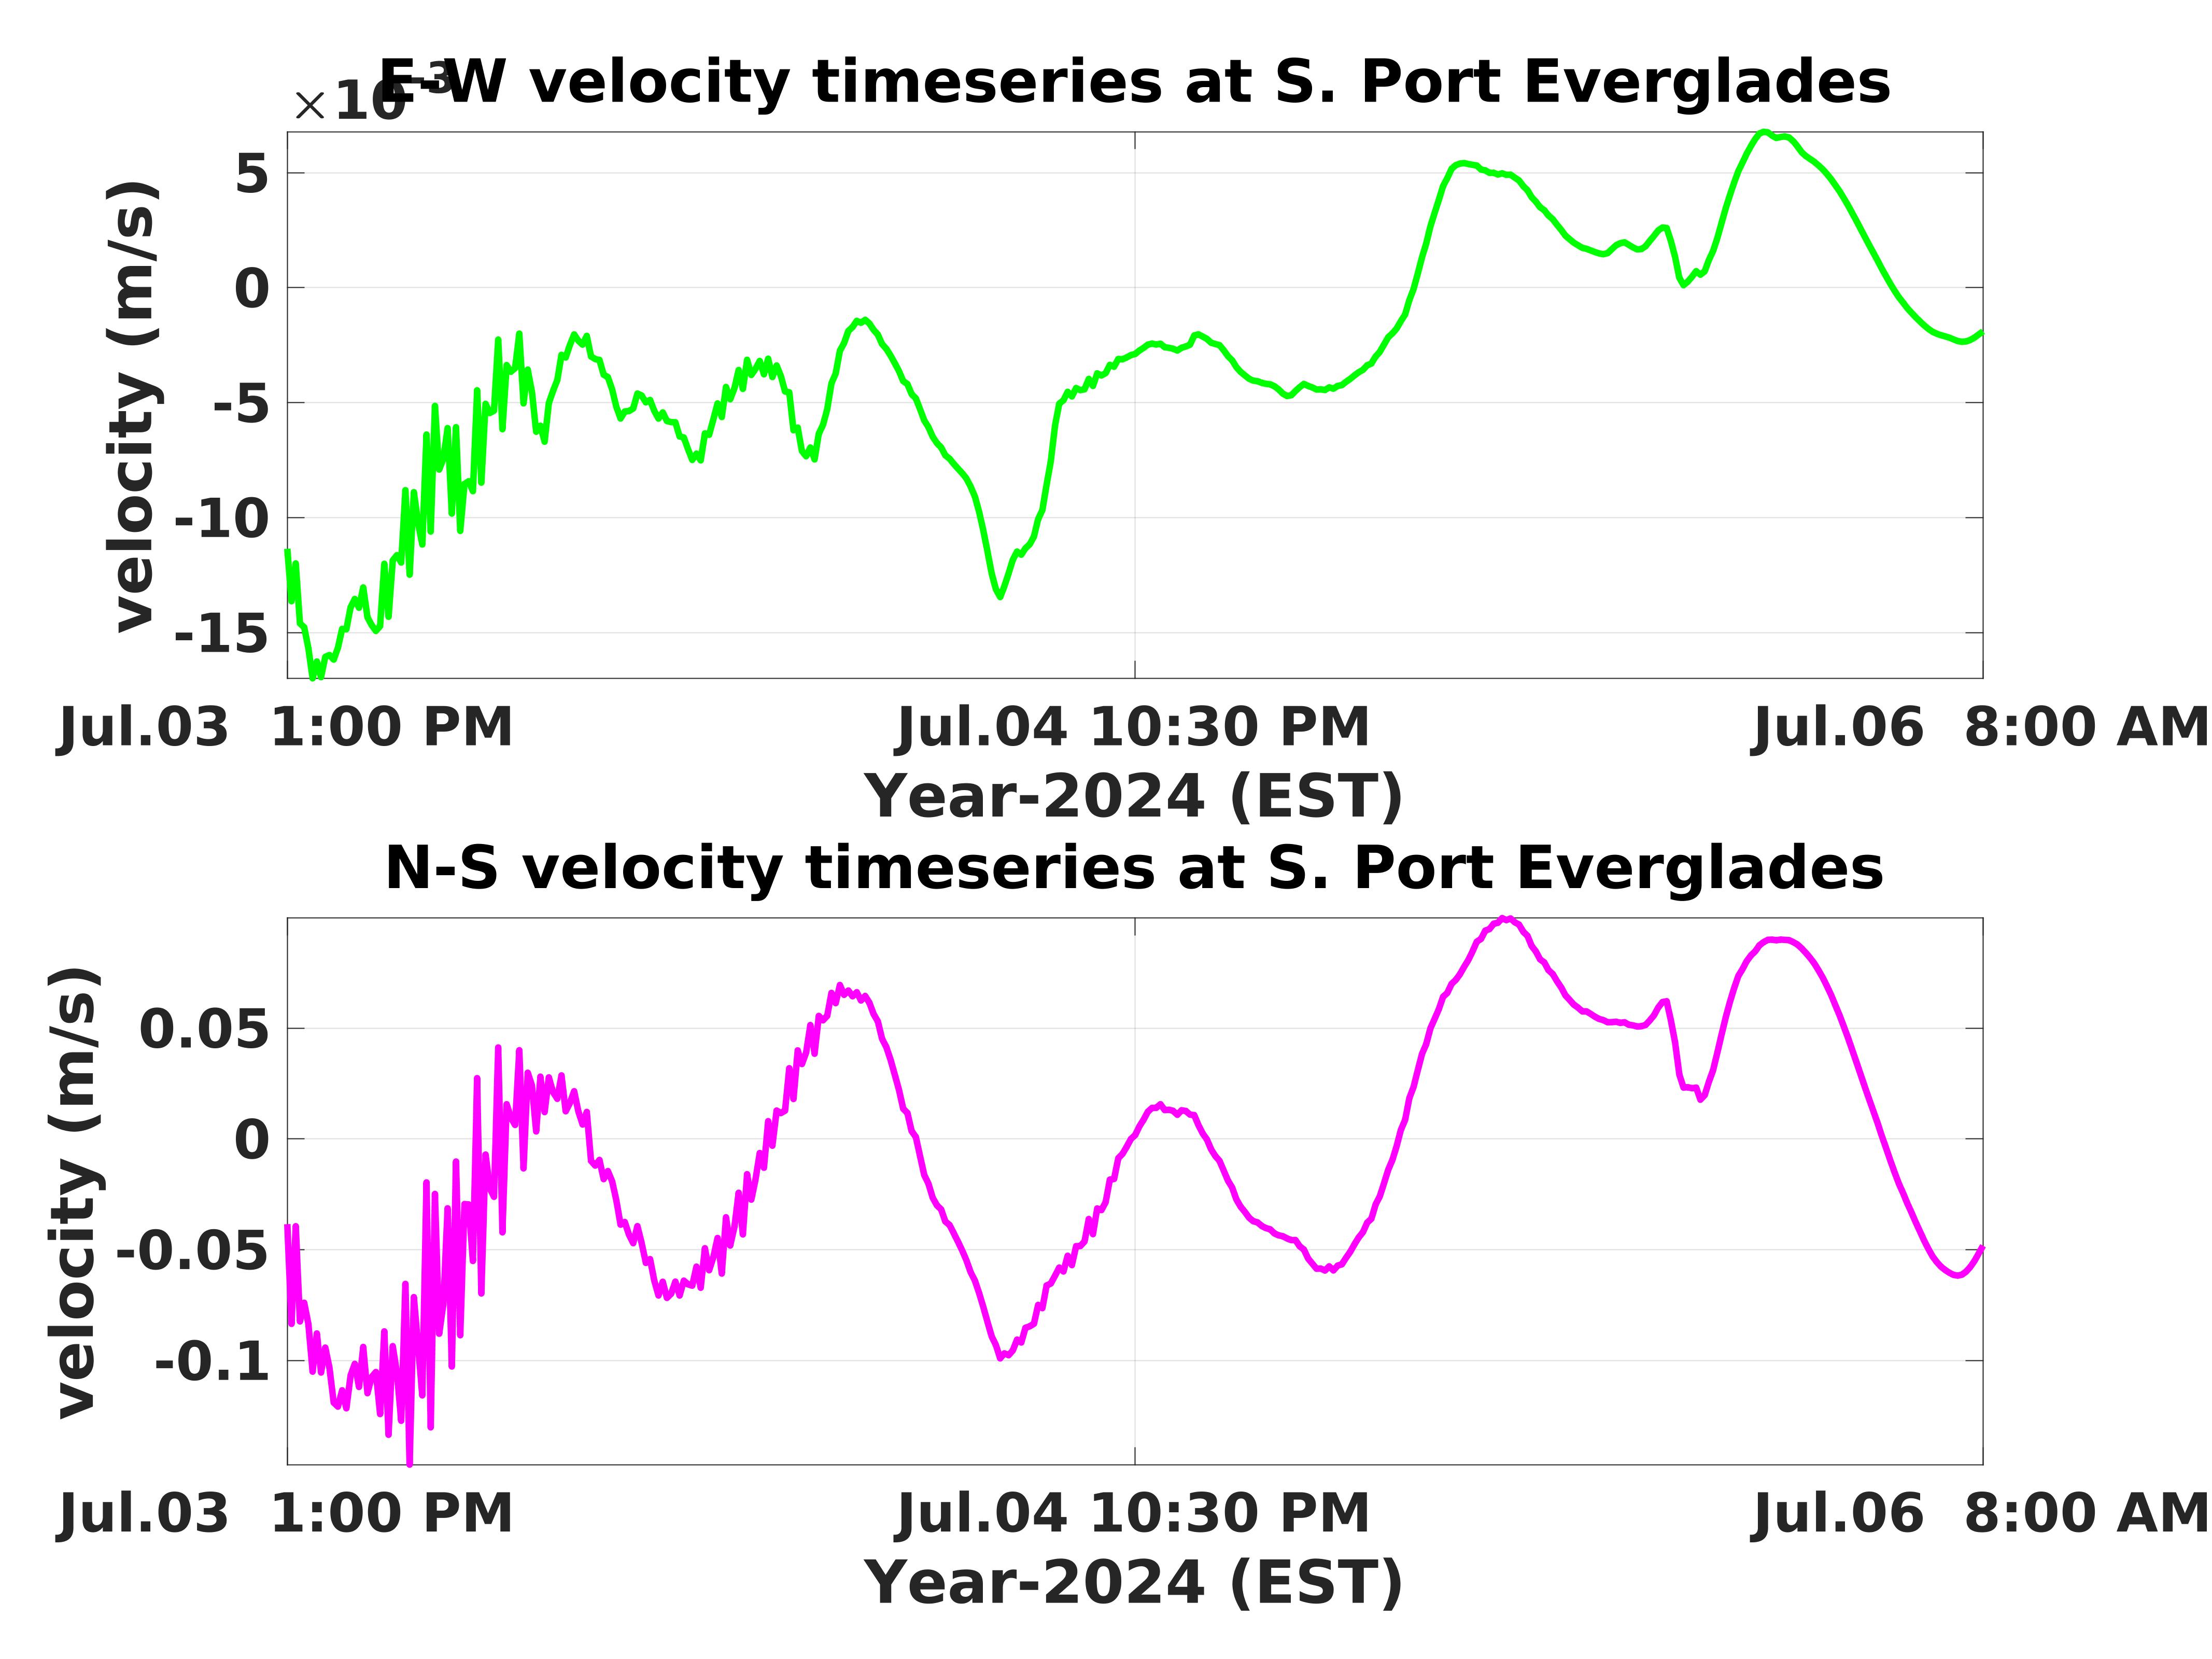 E-W velocity timeseries at S. Port Everglades
×10-3
velocity (m/s)
5
0
-5
-10
-15
Jul.03 1:00 PM Jul.04 10:30 PM Jul.06 8:00 AM
Year-2024 (EST)
N-S velocity timeseries at S. Port Everglades
velocity (m/s)
0.05
0
-0.05
-0.1
Jul.03 1:00 PM Jul.04 10:30 PM Jul.06 8:00 AM
Year-2024 (EST)